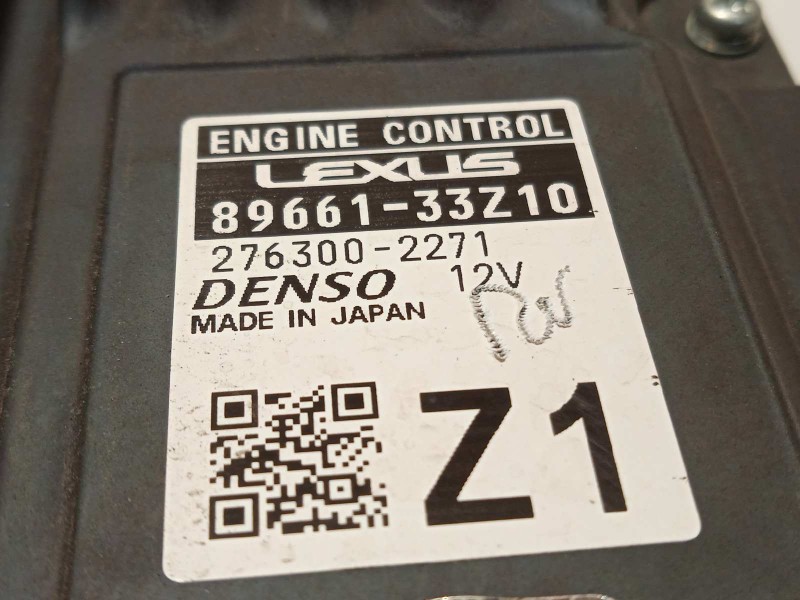 ENGINE CONTROL
LEXUS
89661-33Z10
276300-2271
DENSO 12V
MADE IN JAPAN
Z1